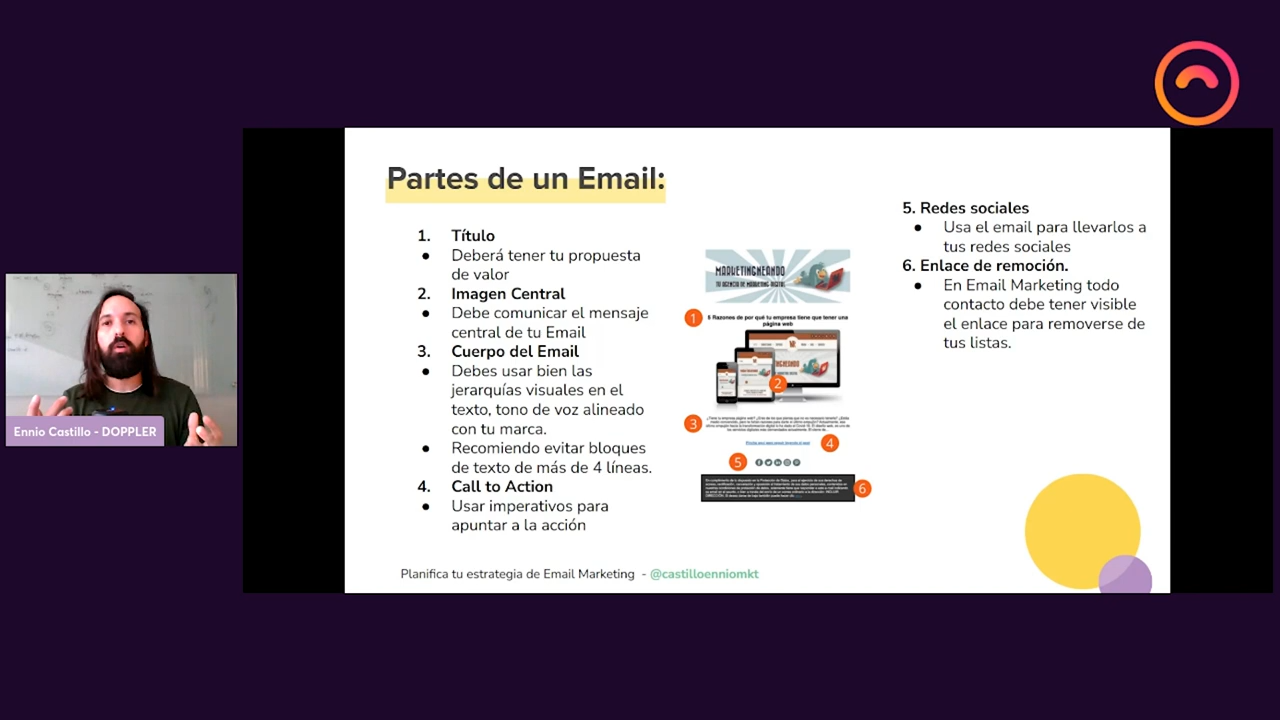 Partes de un Email:
1. Título
● Deberá tener tu propuesta
de valor
2. Imagen Central
● Debe comunicar el mensaje
central de tu Email
3. Cuerpo del Email
● Debes usar bien las
jerarquías visuales en el
texto, tono de voz alineado
con tu marca.
● Recomiendo evitar bloques
de texto de más de 4 líneas.
4. Call to Action
● Usar imperativos para
apuntar a la acción
MARKETINGNEANDO
TU AGENCIA DE MARKETING DIGITAL
1
8 Razones de por qué tu empresa tiene que tener una
página web
2
3
4
5
6
5. Redes sociales
● Usa el email para llevarlos a
tus redes sociales
6. Enlace de remoción.
● En Email Marketing todo
contacto debe tener visible
el enlace para removerse de
tus listas.
Planifica tu estrategia de Email Marketing - @castilloenniomkt
Ennio Castillo - DOPPLER